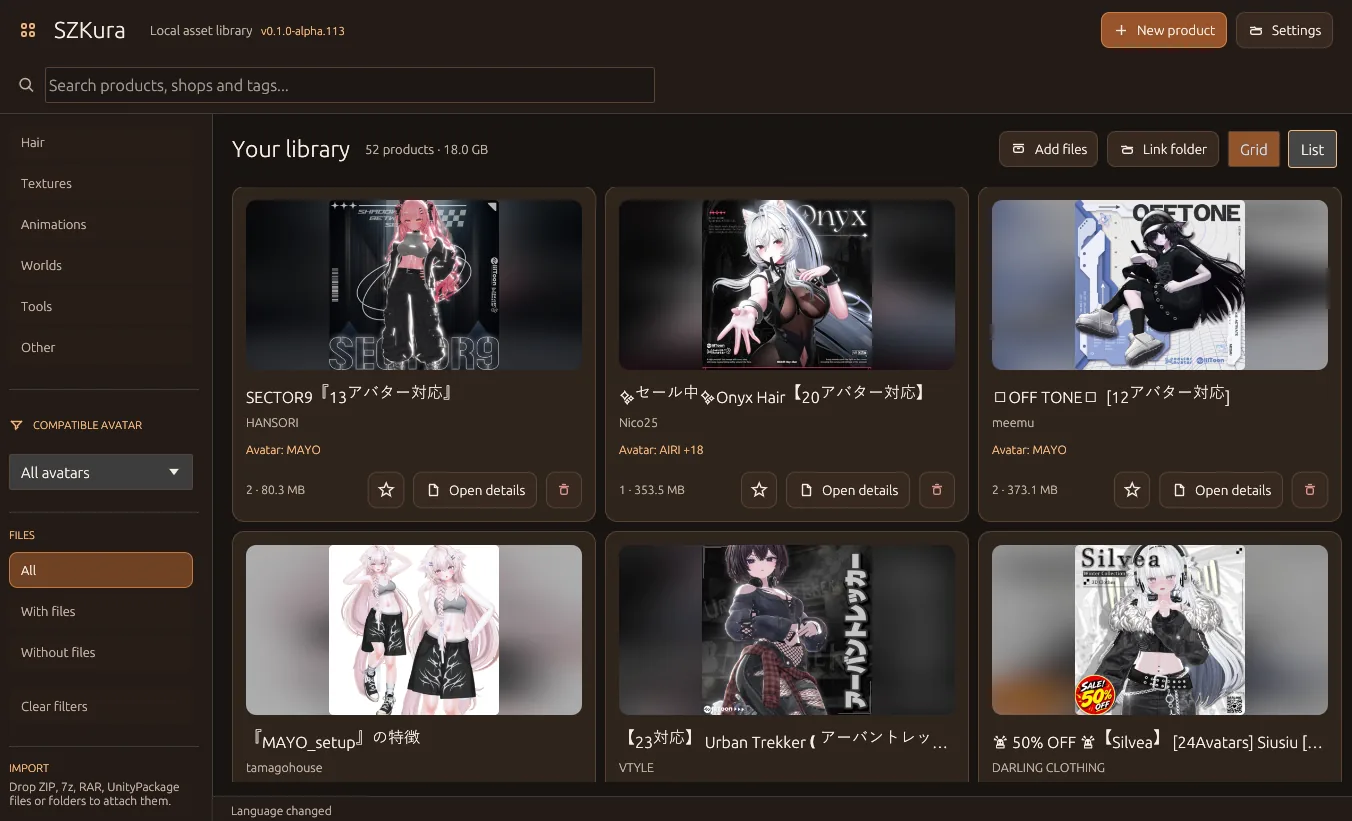 SZKura
Local asset library v0.1.0-alpha.113
New product
Settings
Search products, shops and tags...
Hair
Textures
Animations
Worlds
Tools
Other
COMPATIBLE AVATAR
All avatars
FILES
All
With files
Without files
Clear filters
IMPORT
Drop ZIP, 7z, RAR, UnityPackage
files or folders to attach them.
Your library 52 products · 18.0 GB
Add files
Link folder
Grid
List
SECTOR9
SECTOR9『13アバター対応』
HANSORI
Avatar: MAYO
2 · 80.3 MB
Open details
Onyx
セール中 Onyx Hair【20アバター対応】
Nico25
Avatar: AIRI +18
1 · 353.5 MB
Open details
OFFTONE
□OFF TONE□ [12アバター対応]
meemu
Avatar: MAYO
2 · 373.1 MB
Open details
『MAYO_setup』の特徴
tamagohouse
アーバントレッカー
【23対応】 Urban Trekker ( アーバントレッ...
VTYLE
Silvea
SALE!
50%
OFF
50% OFF 【Silvea】 [24Avatars] Siusiu [...
DARLING CLOTHING
Language changed